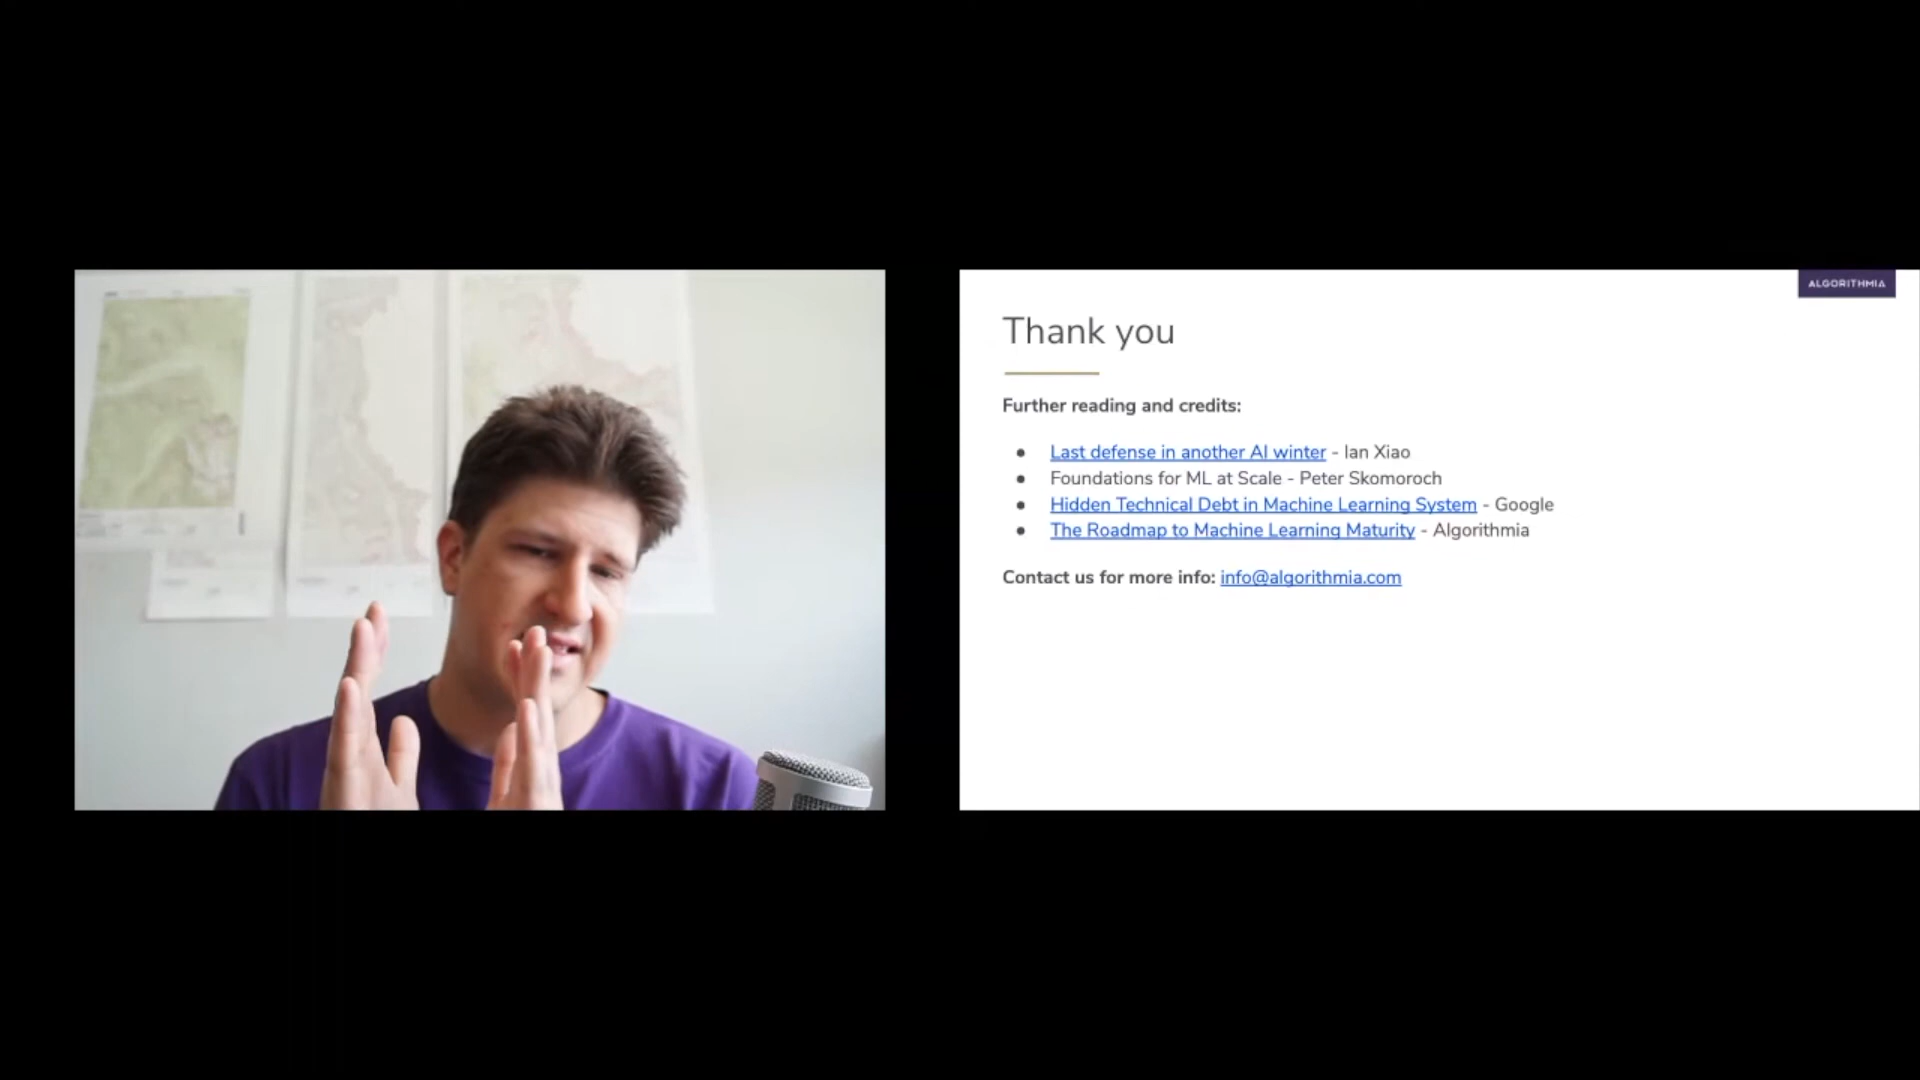 ALGORITHMIA
Thank you
Further reading and credits:
● Last defense in another AI winter - Ian Xiao
● Foundations for ML at Scale - Peter Skomoroch
● Hidden Technical Debt in Machine Learning System - Google
● The Roadmap to Machine Learning Maturity - Algorithmia
Contact us for more info: info@algorithmia.com